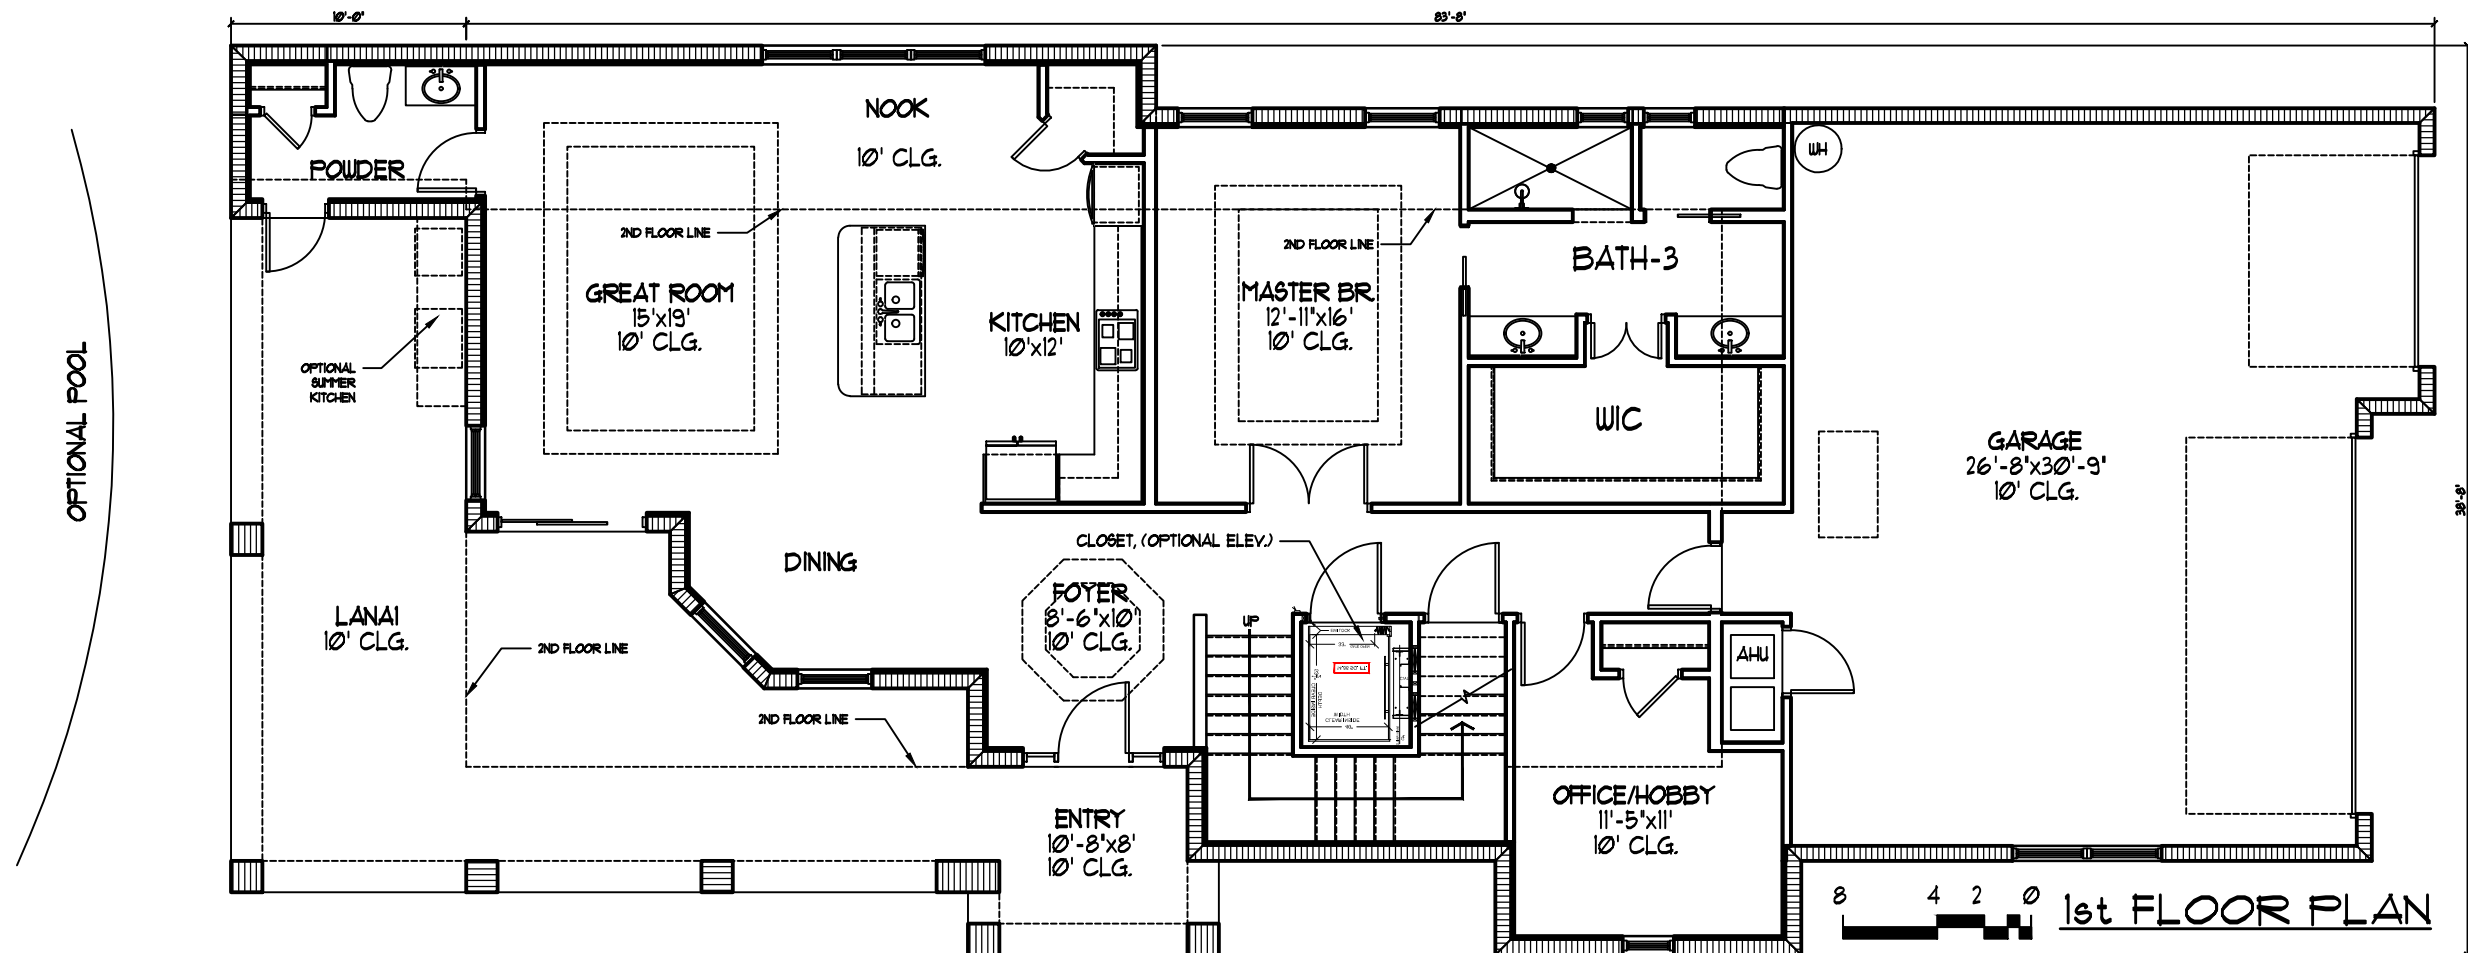 10'-0"
83'-8"
NOOK
10' CLG.
POWDER
WH
2ND FLOOR LINE
2ND FLOOR LINE
BATH-3
GREAT ROOM
15'x19'
10' CLG.
MASTER BR.
12'-11"x16'
10' CLG.
KITCHEN
10'x12'
OPTIONAL
SUMMER
KITCHEN
OPTIONAL POOL
WIC
GARAGE
26'-8"x30'-9"
10' CLG.
38'-8"
CLOSET, (OPTIONAL ELEV.)
DINING
FOYER
8'-6"x10'
10' CLG.
LANAI
10' CLG.
UP
2ND FLOOR LINE
AHU
2ND FLOOR LINE
OFFICE/HOBBY
11'-5"x11'
10' CLG.
ENTRY
10'-8"x8'
10' CLG.
8 4 2 0
1st FLOOR PLAN